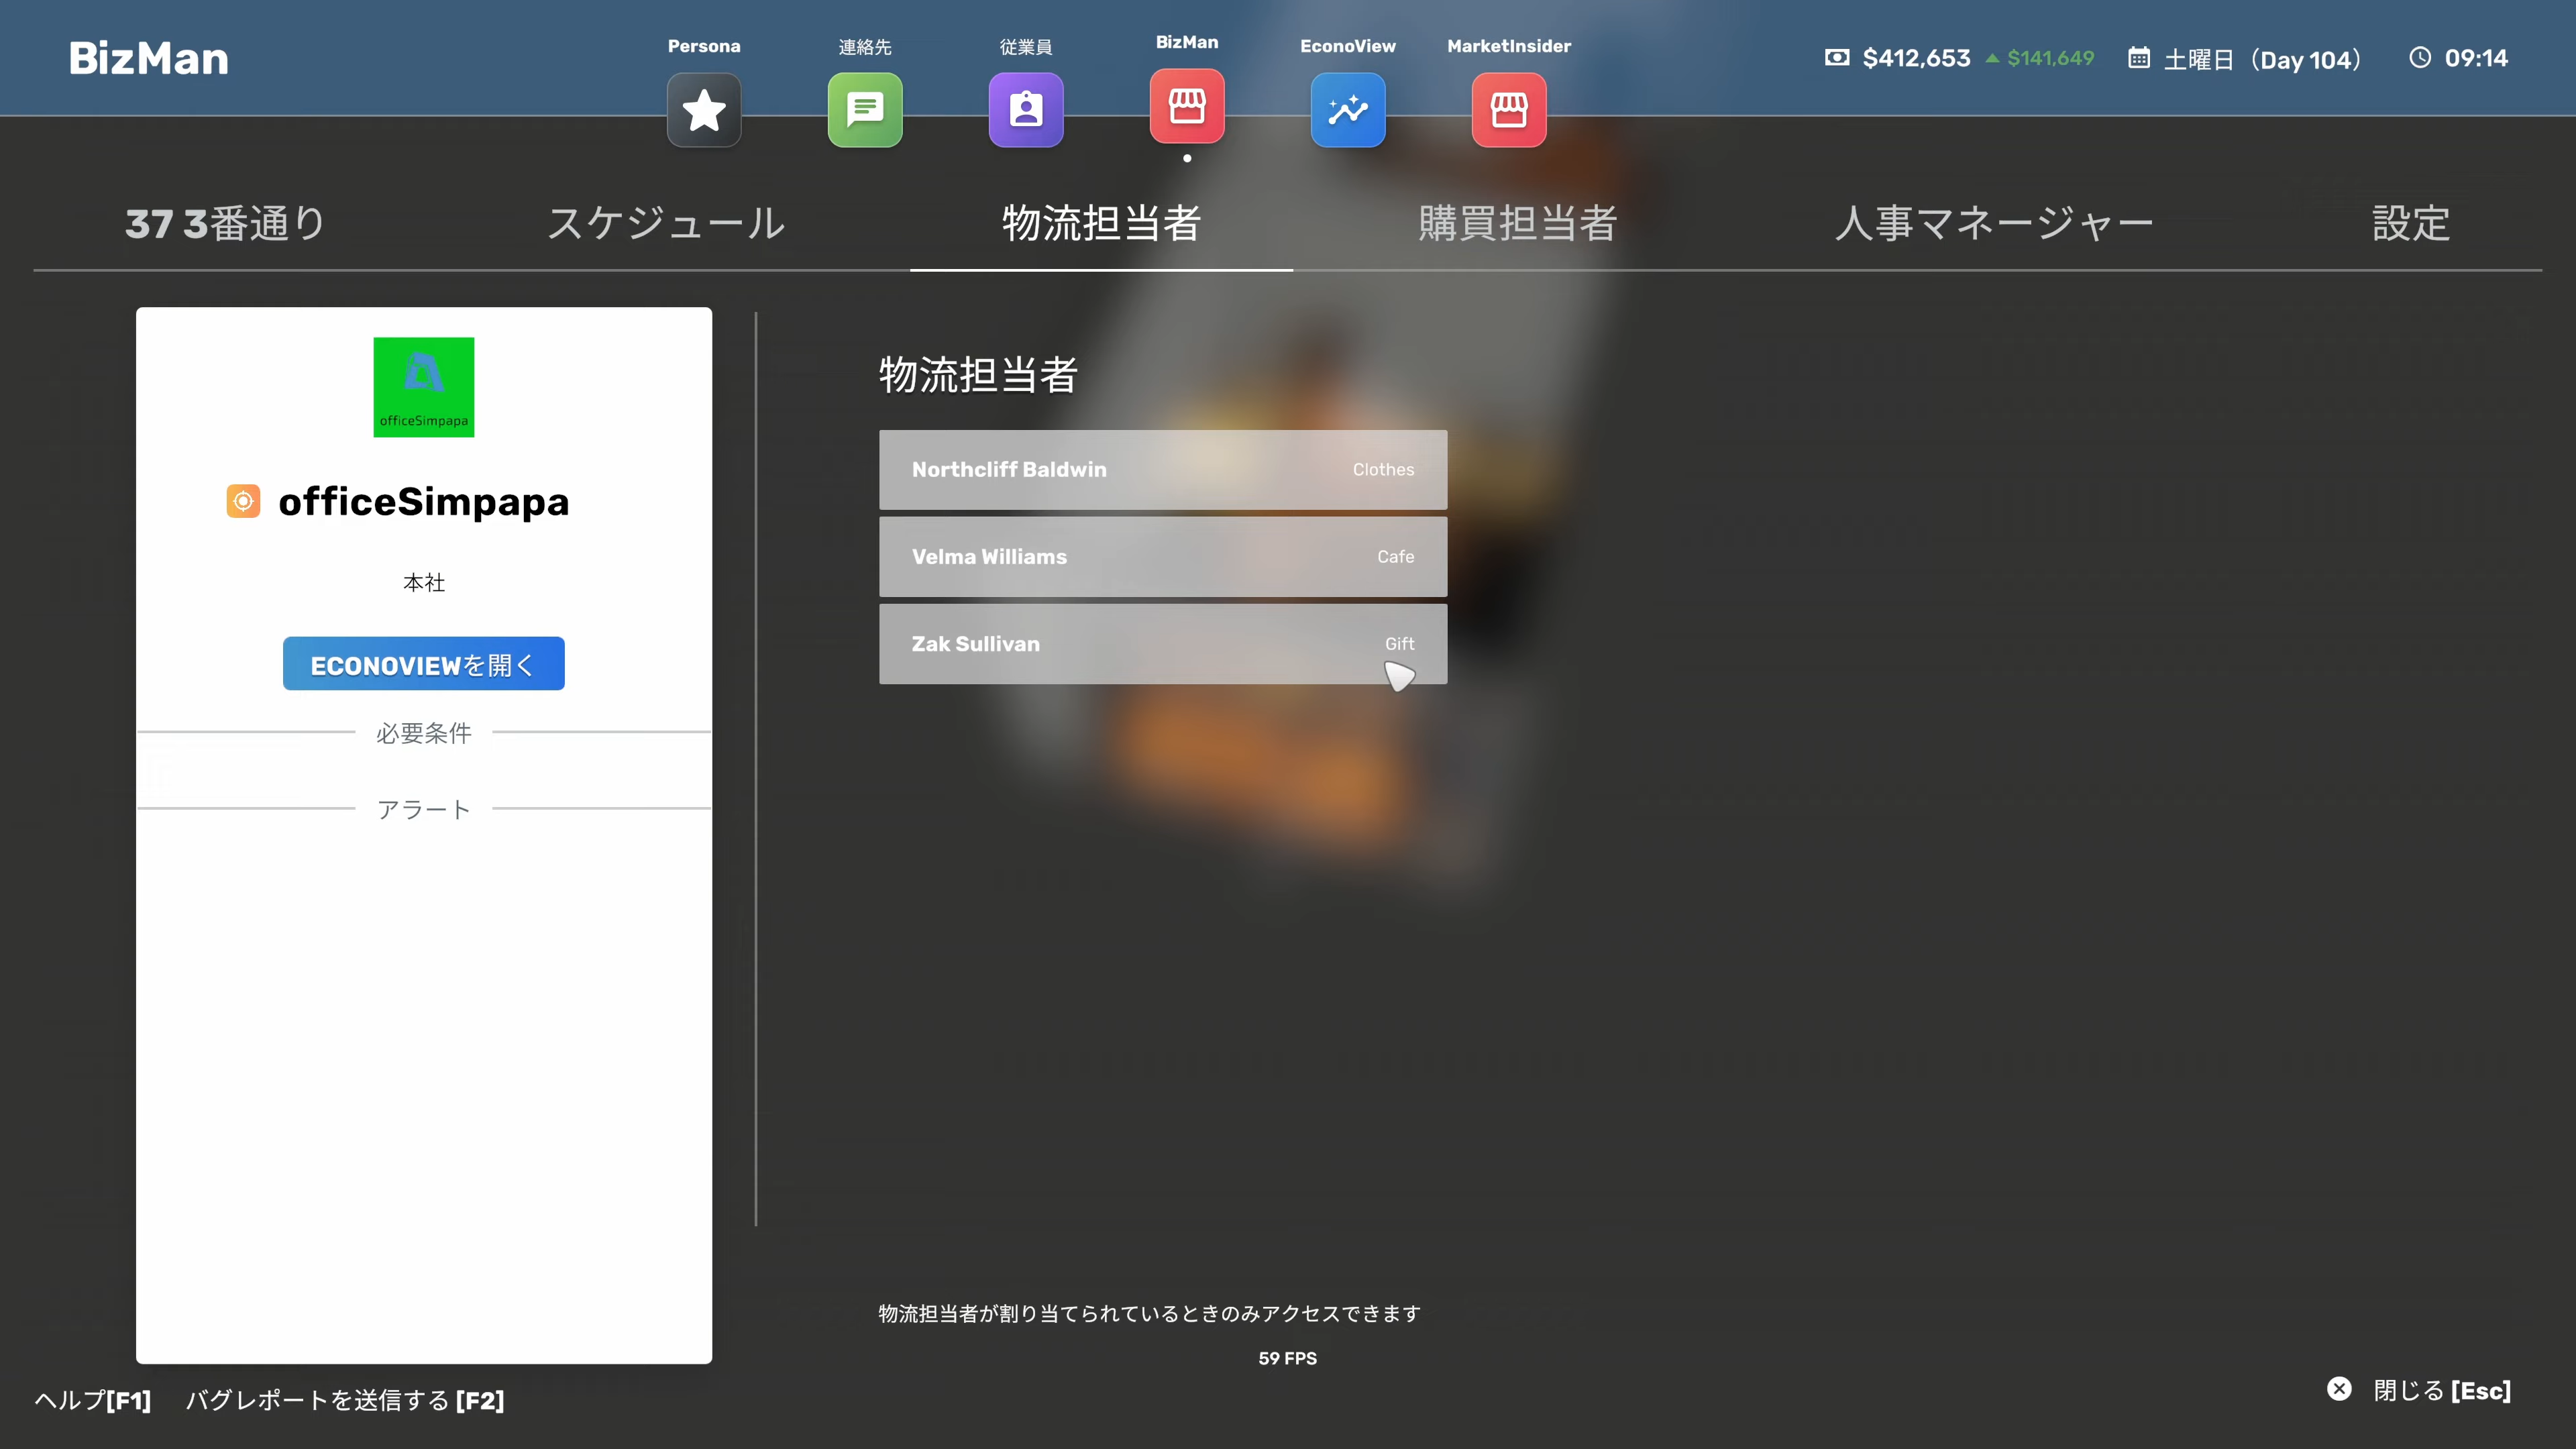 BizMan
Persona
連絡先
従業員
BizMan
EconoView
MarketInsider
$412,653
$141,649
土曜日（Day 104）
09:14
37 3番通り
スケジュール
物流担当者
購買担当者
人事マネージャー
設定
officeSimpapa
officeSimpapa
本社
ECONOVIEWを開く
必要条件
アラート
物流担当者
Northcliff Baldwin
Clothes
Velma Williams
Cafe
Zak Sullivan
Gift
物流担当者が割り当てられているときのみアクセスできます
59 FPS
ヘルプ[F1]
バグレポートを送信する [F2]
閉じる [Esc]